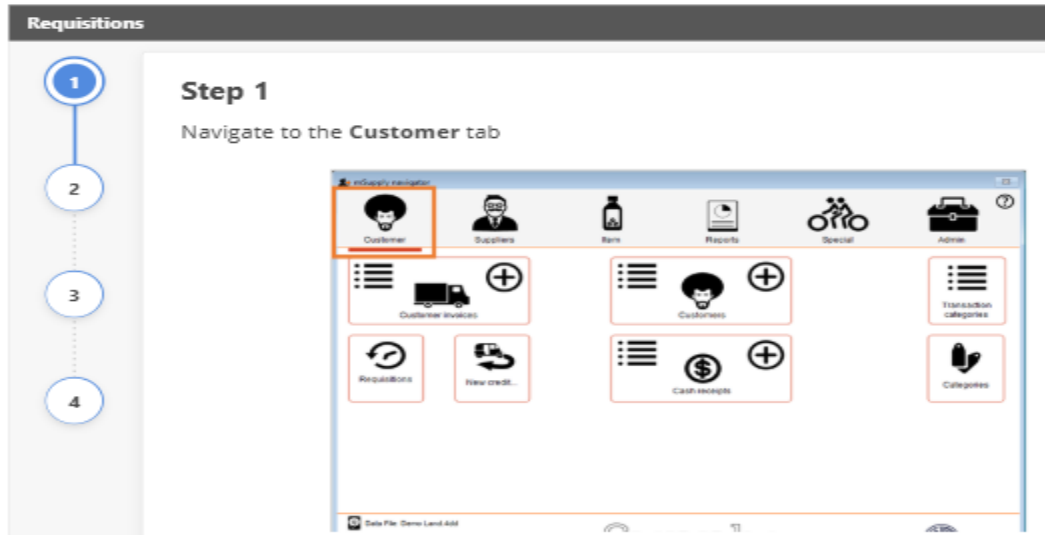 Requisitions
1
Step 1
Navigate to the Customer tab
2
3
4
mSupply navigator
Customer
Suppliers
Item
Reports
Special
Admin
Customer invoices
Customers
Transaction
categories
Requisitions
New credit...
Cash receipts
Categories
Data File: Demo Land.4dd